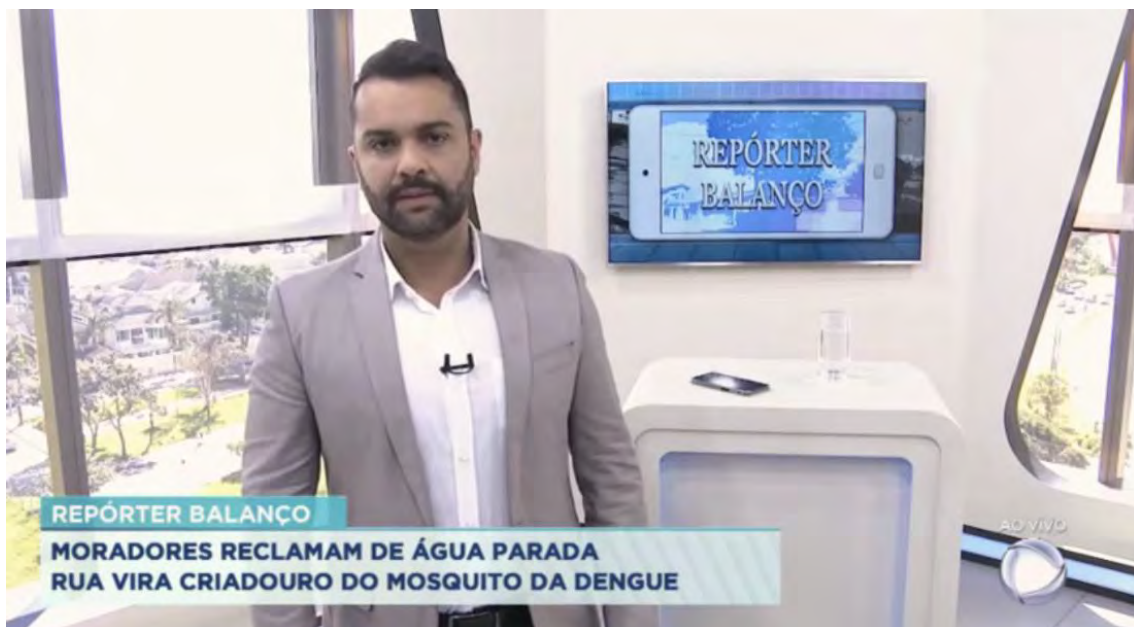 REPÓRTER
BALANÇO
REPÓRTER BALANÇO
MORADORES RECLAMAM DE ÁGUA PARADA
RUA VIRA CRIADOURO DO MOSQUITO DA DENGUE
AO VIVO